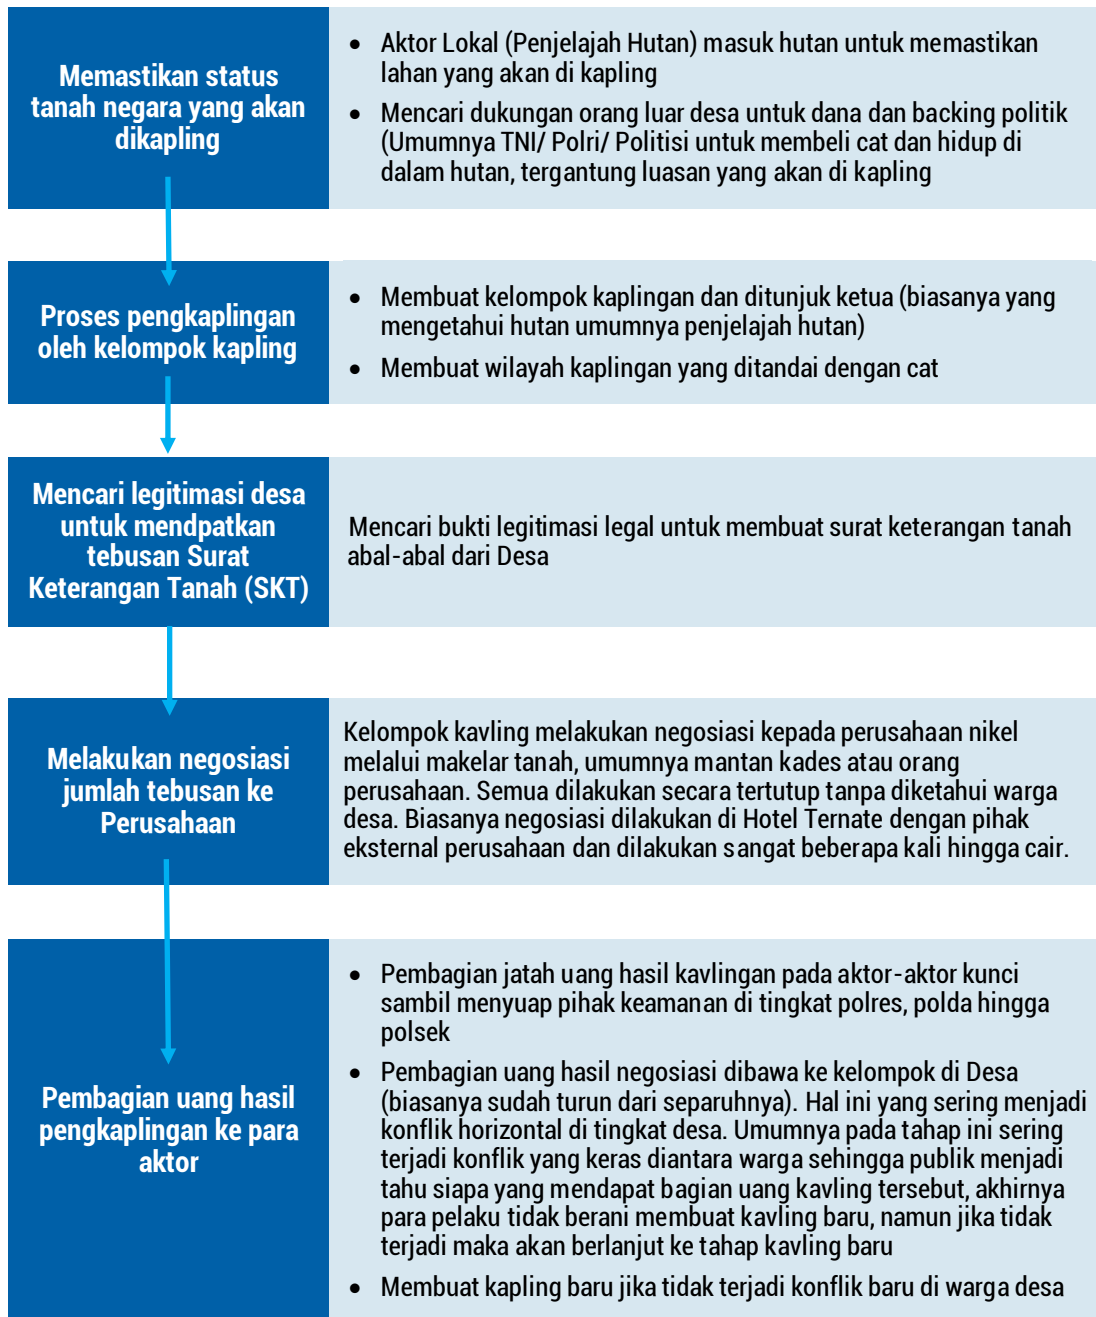 Memastikan status
tanah negara yang akan
dikapling
• Aktor Lokal (Penjelajah Hutan) masuk hutan untuk memastikan
lahan yang akan di kapling
• Mencari dukungan orang luar desa untuk dana dan backing politik
(Umumnya TNI/ Polri/ Politisi untuk membeli cat dan hidup di
dalam hutan, tergantung luasan yang akan di kapling
Proses pengkaplingan
oleh kelompok kapling
• Membuat kelompok kaplingan dan ditunjuk ketua (biasanya yang
mengetahui hutan umumnya penjelajah hutan)
• Membuat wilayah kaplingan yang ditandai dengan cat
Mencari legitimasi desa
untuk mendpatkan
tebusan Surat
Keterangan Tanah (SKT)
Mencari bukti legitimasi legal untuk membuat surat keterangan tanah
abal-abal dari Desa
Melakukan negosiasi
jumlah tebusan ke
Perusahaan
Kelompok kavling melakukan negosiasi kepada perusahaan nikel
melalui makelar tanah, umumnya mantan kades atau orang
perusahaan. Semua dilakukan secara tertutup tanpa diketahui warga
desa. Biasanya negosiasi dilakukan di Hotel Ternate dengan pihak
eksternal perusahaan dan dilakukan sangat beberapa kali hingga cair.
Pembagian uang hasil
pengkaplingan ke para
aktor
• Pembagian jatah uang hasil kavlingan pada aktor-aktor kunci
sambil menyuap pihak keamanan di tingkat polres, polda hingga
polsek
• Pembagian uang hasil negosiasi dibawa ke kelompok di Desa
(biasanya sudah turun dari separuhnya). Hal ini yang sering menjadi
konflik horizontal di tingkat desa. Umumnya pada tahap ini sering
terjadi konflik yang keras diantara warga sehingga publik menjadi
tahu siapa yang mendapat bagian uang kavling tersebut, akhirnya
para pelaku tidak berani membuat kavling baru, namun jika tidak
terjadi maka akan berlanjut ke tahap kavling baru
• Membuat kapling baru jika tidak terjadi konflik baru di warga desa